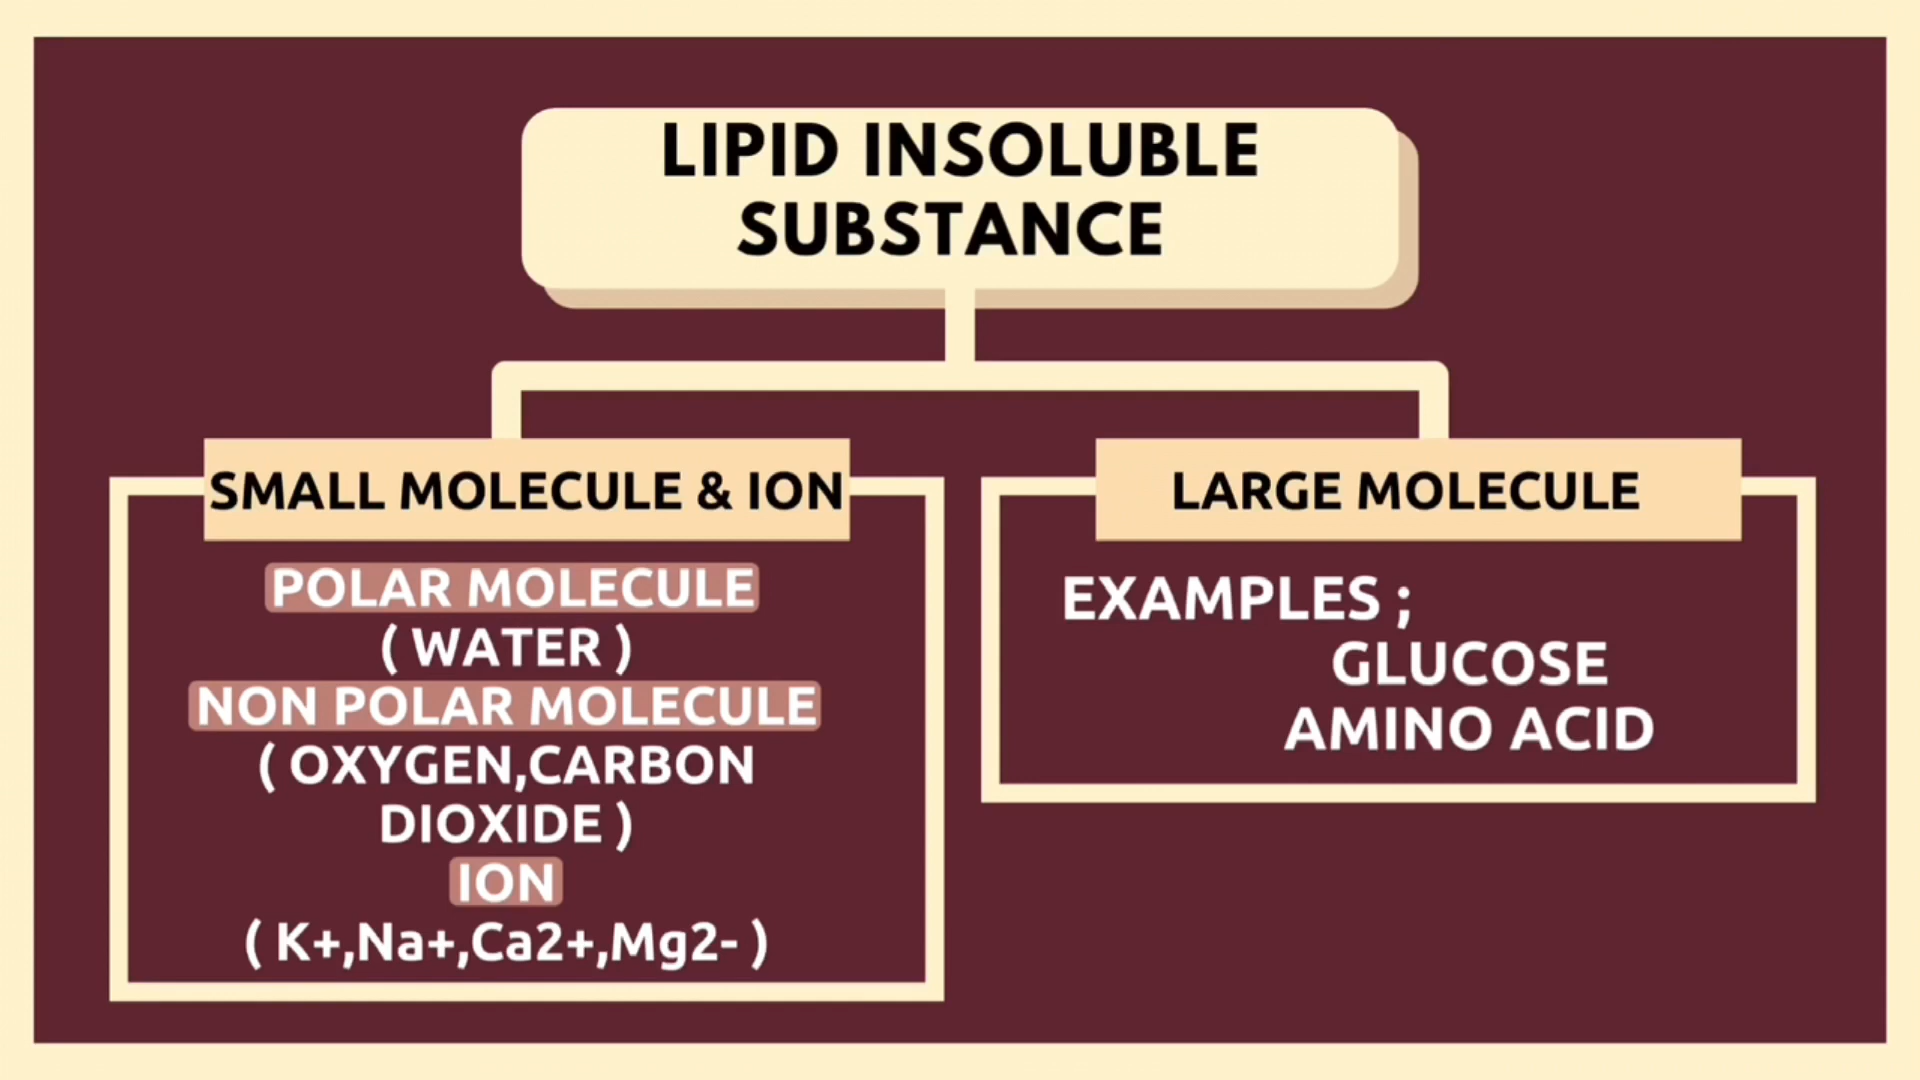 LIPID INSOLUBLE
SUBSTANCE
SMALL MOLECULE & ION
POLAR MOLECULE
( WATER )
NON POLAR MOLECULE
( OXYGEN,CARBON
DIOXIDE )
ION
( K+,Na+,Ca2+,Mg2- )
LARGE MOLECULE
EXAMPLES ;
GLUCOSE
AMINO ACID